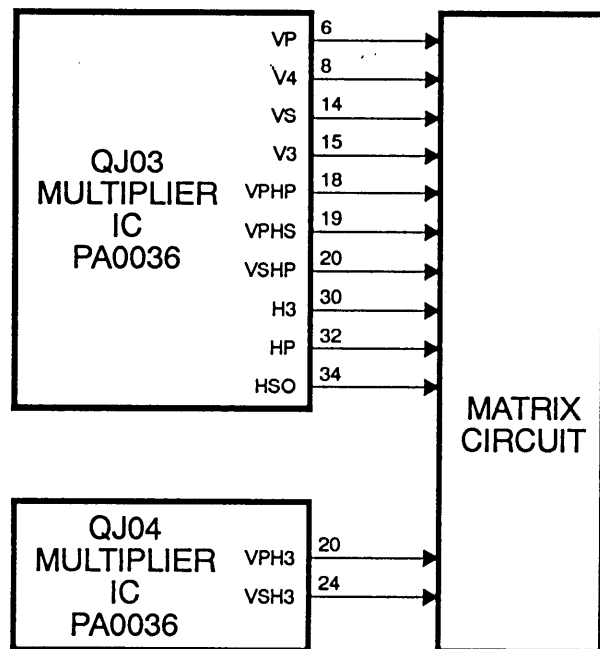 VP 6
V4 8
VS 14
V3 15
QJ03
MULTIPLIER
IC
PA0036
VPHP 18
VPHS 19
VSHP 20
H3 30
HP 32
HSO 34
MATRIX
CIRCUIT
QJ04
MULTIPLIER
IC
PA0036
VPH3 20
VSH3 24